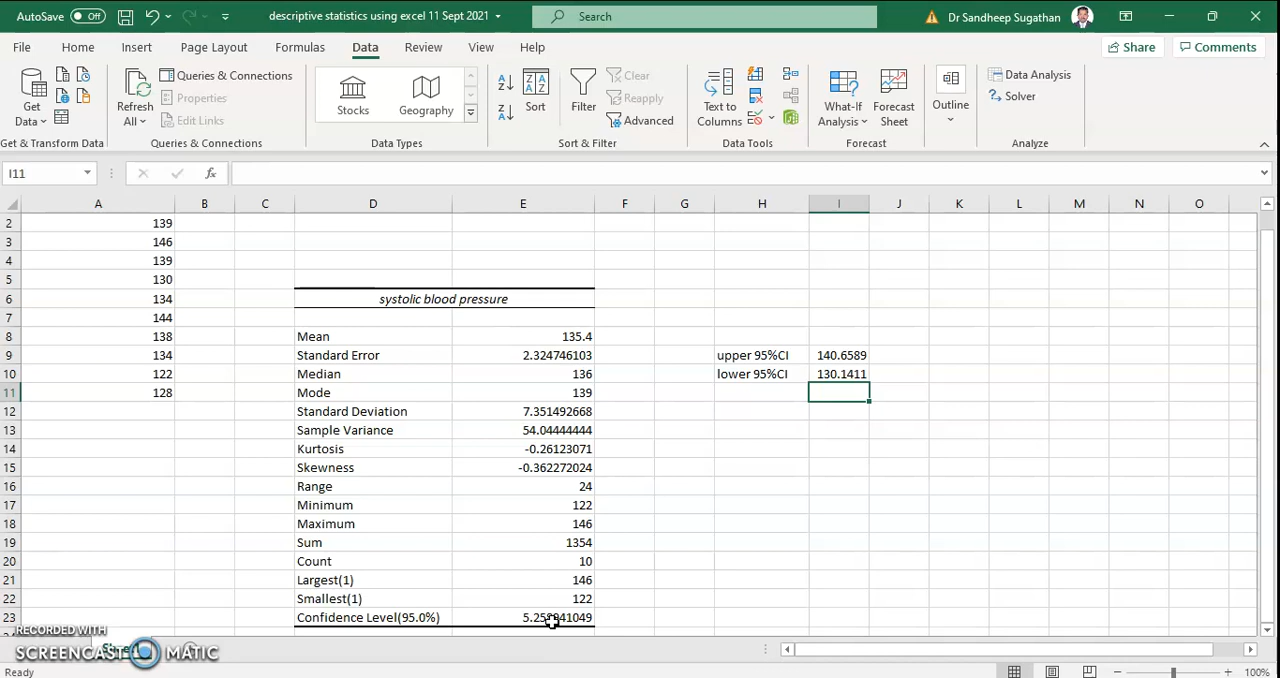 AutoSave Off descriptive statistics using excel 11 Sept 2021 Search Dr Sandheep Sugathan
File Home Insert Page Layout Formulas Data Review View Help Share Comments
Get Data
Refresh All
Queries & Connections
Properties
Edit Links
Stocks Geography
Sort
Filter
Clear
Reapply
Advanced
Text to Columns
What-If Analysis
Forecast Sheet
Outline
Data Analysis
Solver
Get & Transform Data Queries & Connections Data Types Sort & Filter Data Tools Forecast Analyze
I11 fx
A B C D E F G H I J K L M N O
2 139
3 146
4 139
5 130
6 134 systolic blood pressure
7 144
8 138 Mean 135.4
9 134 Standard Error 2.324746103 upper 95%CI 140.6589
10 122 Median 136 lower 95%CI 130.1411
11 128 Mode 139
12 Standard Deviation 7.351492668
13 Sample Variance 54.04444444
14 Kurtosis -0.26123071
15 Skewness -0.362272024
16 Range 24
17 Minimum 122
18 Maximum 146
19 Sum 1354
20 Count 10
21 Largest(1) 146
22 Smallest(1) 122
23 Confidence Level(95.0%)
RECORDED WITH
SCREENCAST MATIC
Ready 100%